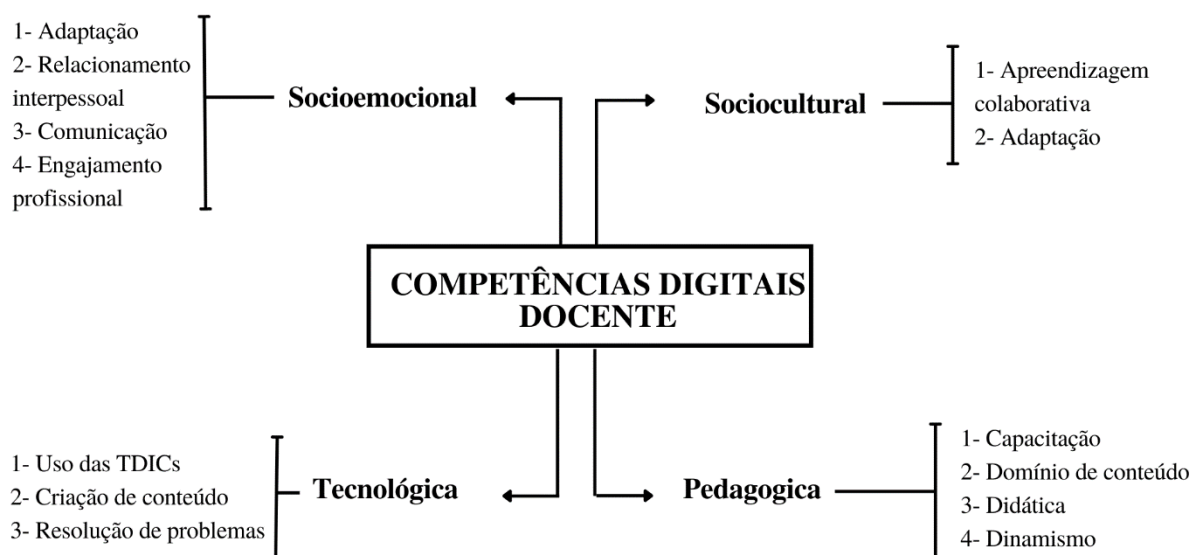 1- Adaptação
2- Relacionamento
interpessoal
3- Comunicação
4- Engajamento
profissional
Socioemocional
Sociocultural
1- Apreendizagem
colaborativa
2- Adaptação
COMPETÊNCIAS DIGITAIS
DOCENTE
1- Uso das TDICs
2- Criação de conteúdo
3- Resolução de problemas
Tecnológica
Pedagogica
1- Capacitação
2- Domínio de conteúdo
3- Didática
4- Dinamismo